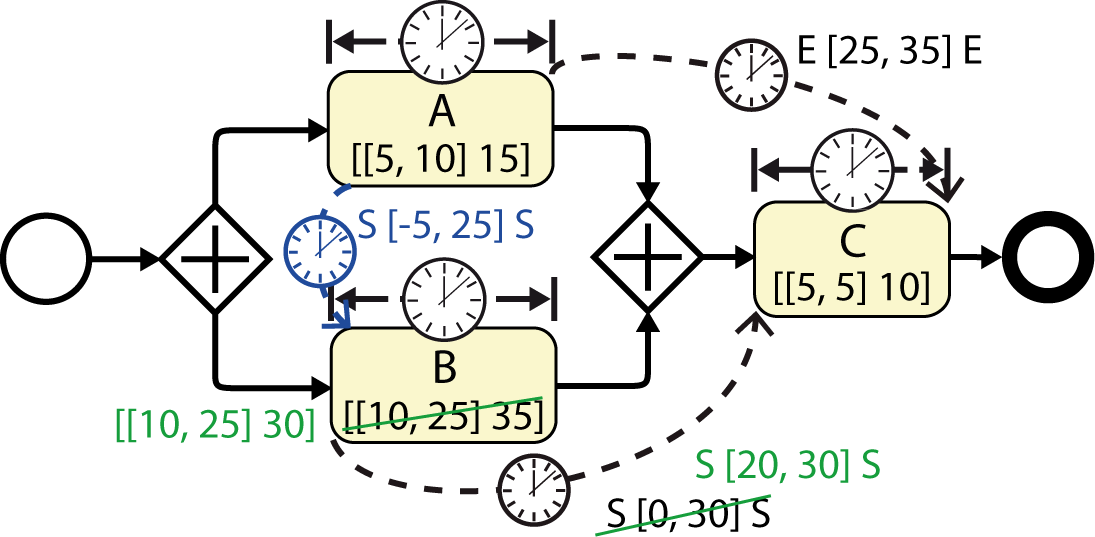 E [25, 35] E
A
[[5, 10] 15]
S [-5, 25] S
C
[[5, 5] 10]
B
[[10, 25] 30]
[[10, 25] 35]
S [20, 30] S
S [0, 30] S